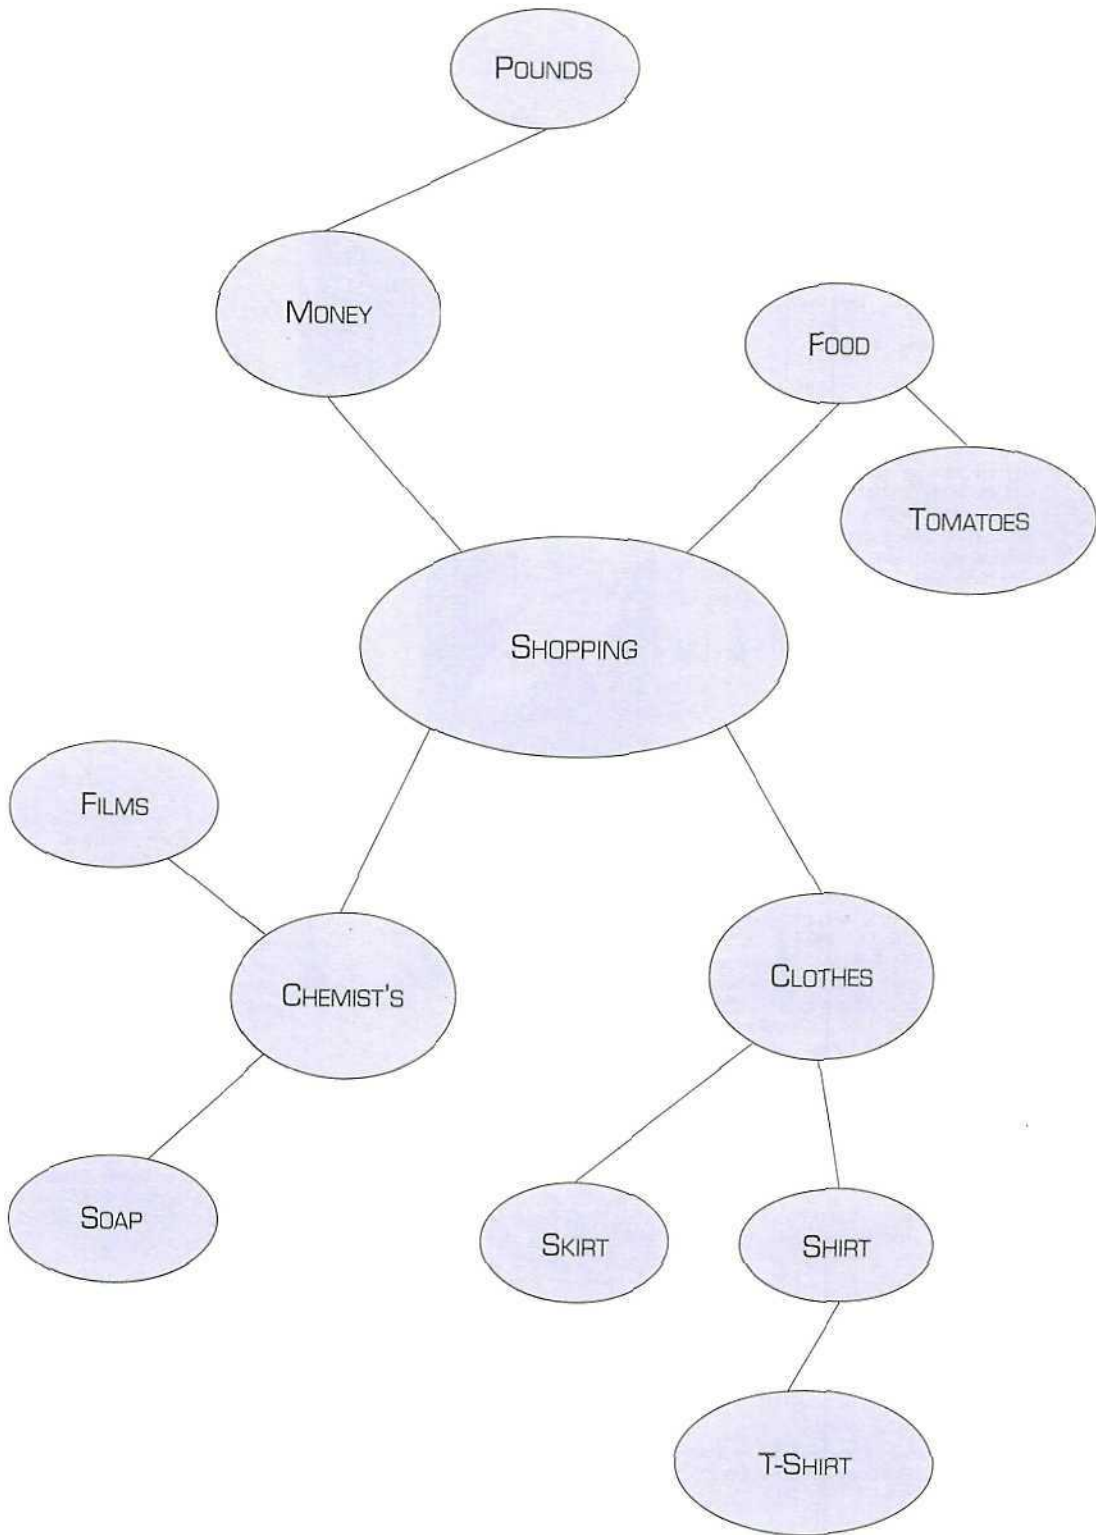 POUNDS
MONEY
FOOD
TOMATOES
SHOPPING
FILMS
CHEMIST'S
CLOTHES
SOAP
SKIRT
SHIRT
T-SHIRT